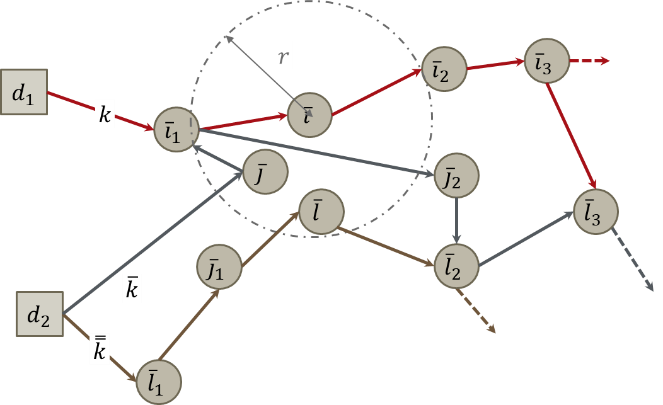 r
ī₂
ī₃
d₁
k
ī₁
ī
j̄
j̄₂
l̄
l̄₃
j̄₁
l̄₂
k̄
d₂
k̿
l̄₁